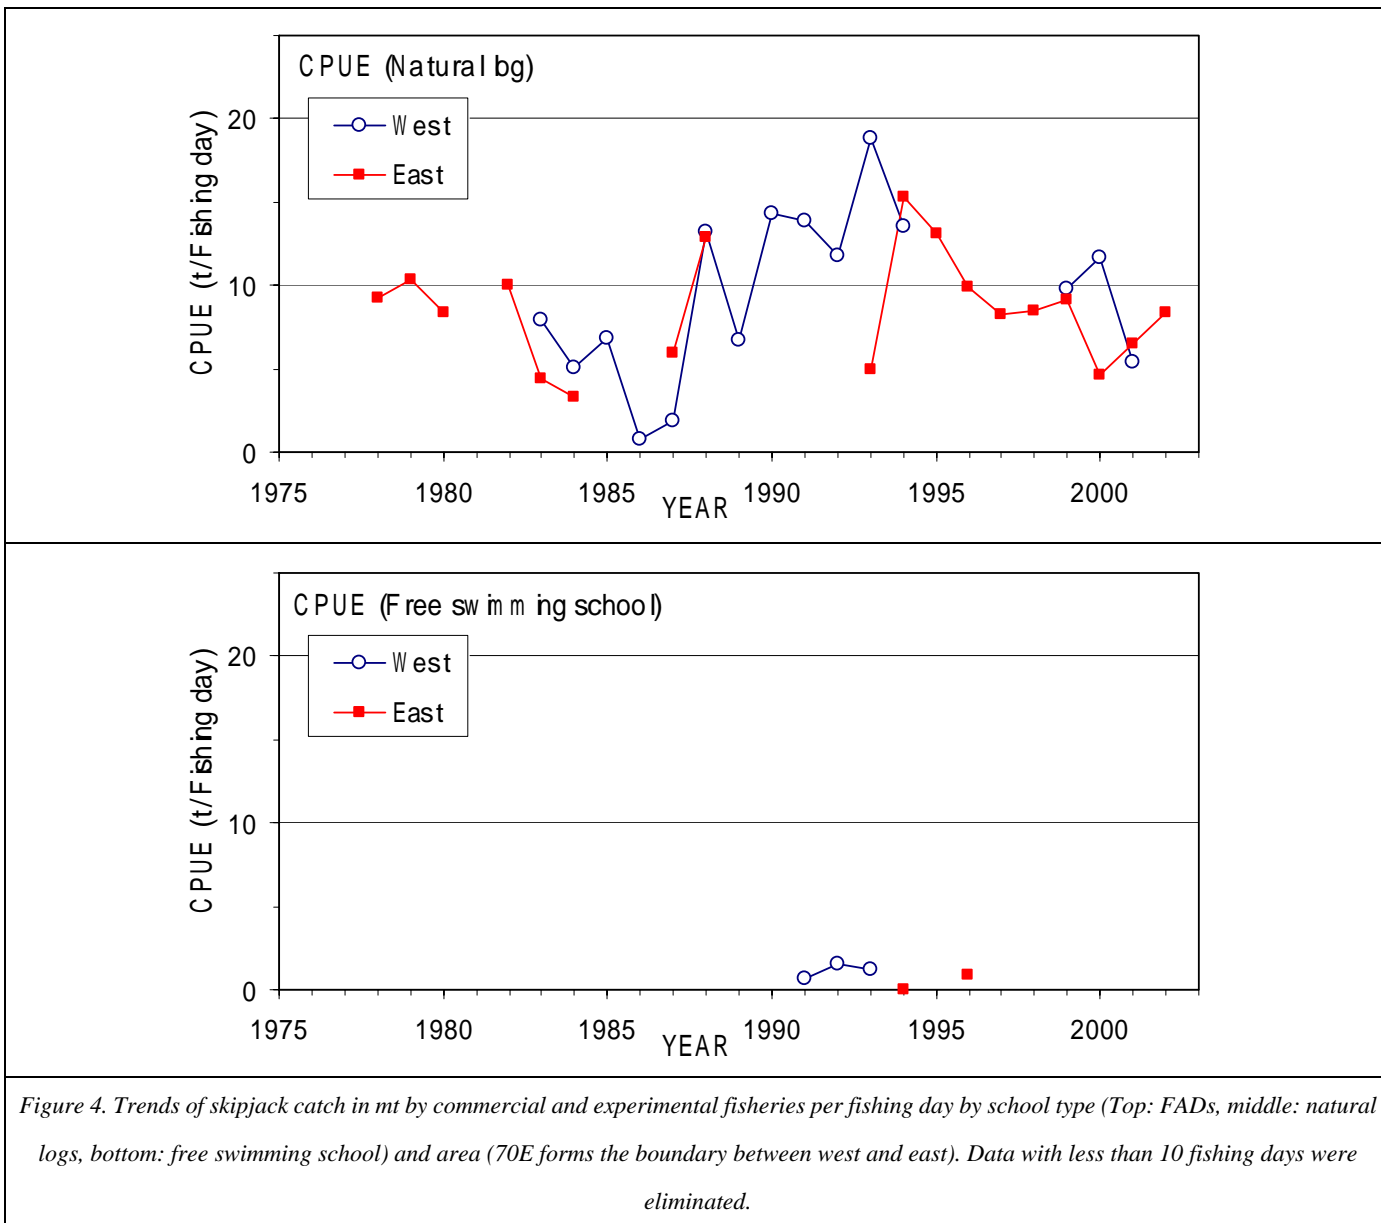 CPUE (Natural log)
West
East
CPUE (t/Fishing day)
20
10
0
1975 1980 1985 1990 1995 2000
YEAR
CPUE (Free swimming school)
West
East
CPUE (t/Fishing day)
20
10
0
1975 1980 1985 1990 1995 2000
YEAR
Figure 4. Trends of skipjack catch in mt by commercial and experimental fisheries per fishing day by school type (Top: FADs, middle: natural
logs, bottom: free swimming school) and area (70E forms the boundary between west and east). Data with less than 10 fishing days were
eliminated.